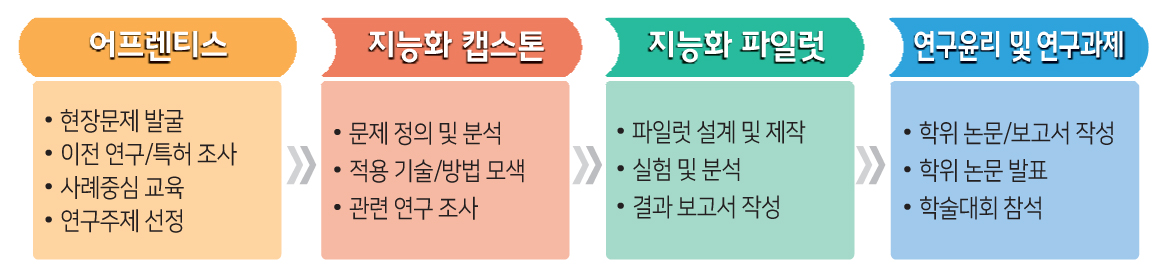 어프렌티스
• 현장문제 발굴
• 이전 연구/특허 조사
• 사례중심 교육
• 연구주제 선정
지능화 캡스톤
• 문제 정의 및 분석
• 적용 기술/방법 모색
• 관련 연구 조사
지능화 파일럿
• 파일럿 설계 및 제작
• 실험 및 분석
• 결과 보고서 작성
연구윤리 및 연구과제
• 학위 논문/보고서 작성
• 학위 논문 발표
• 학술대회 참석